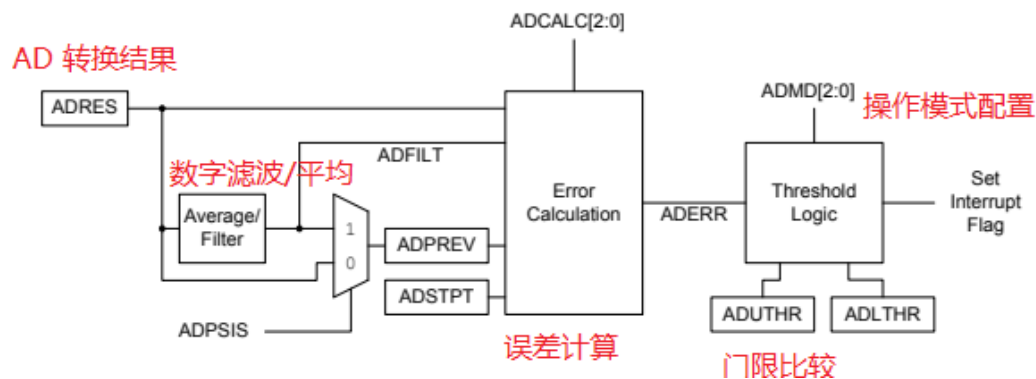 ADCALC[2:0]
AD 转换结果
ADRES
ADMD[2:0]
操作模式配置
ADFILT
数字滤波/平均
Average/
Filter
1
0
ADPREV
ADSTPT
ADPSIS
Error
Calculation
ADERR
Threshold
Logic
Set
Interrupt
Flag
ADUTHR
ADLTHR
误差计算
门限比较